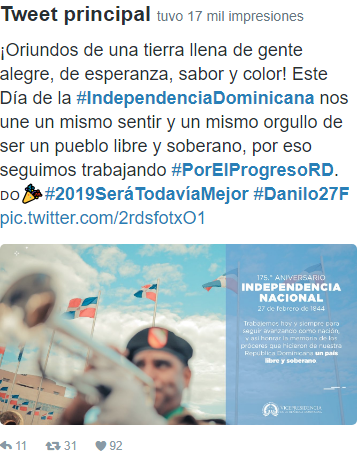 Tweet principal tuvo 17 mil impresiones
¡Oriundos de una tierra llena de gente
alegre, de esperanza, sabor y color! Este
Día de la #IndependenciaDominicana nos
une un mismo sentir y un mismo orgullo de
ser un pueblo libre y soberano, por eso
seguimos trabajando #PorElProgresoRD.
DO🎉#2019SeráTodavíaMejor #Danilo27F
pic.twitter.com/2rdsfotxO1
175.° ANIVERSARIO
INDEPENDENCIA
NACIONAL
27 de febrero de 1844
Trabajemos hoy y siempre para
seguir avanzando como nación,
y así honrar la memoria de los
próceres que hicieron de nuestra
República Dominicana un país
libre y soberano.
VICEPRESIDENCIA
11 31 92